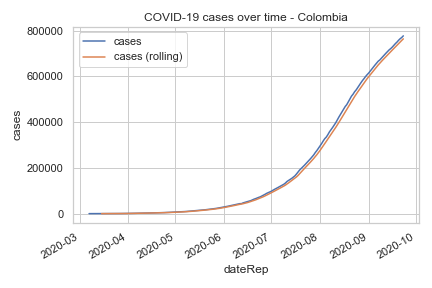 COVID-19 cases over time - Colombia
cases
cases (rolling)
800000
600000
400000
200000
0
cases
2020-03
2020-04
2020-05
2020-06
2020-07
2020-08
2020-09
2020-10
dateRep